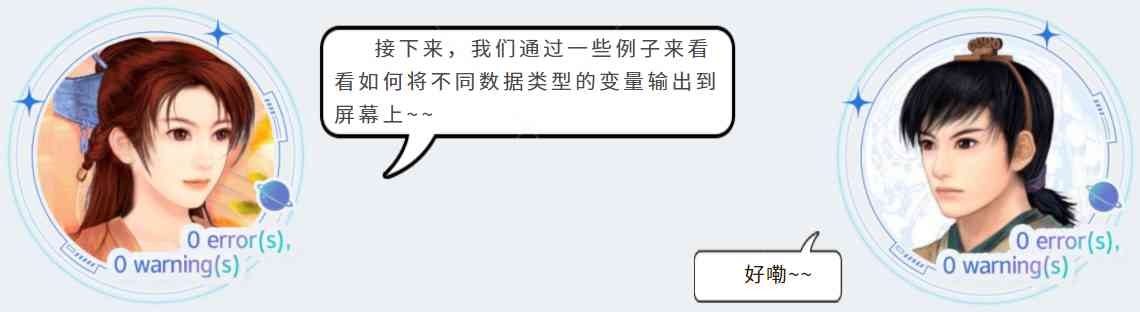 接下来，我们通过一些例子来看
看如何将不同数据类型的变量输出到
屏幕上~~
0 error(s),
0 warning(s)
好嘞~~
0 error(s),
0 warning(s)